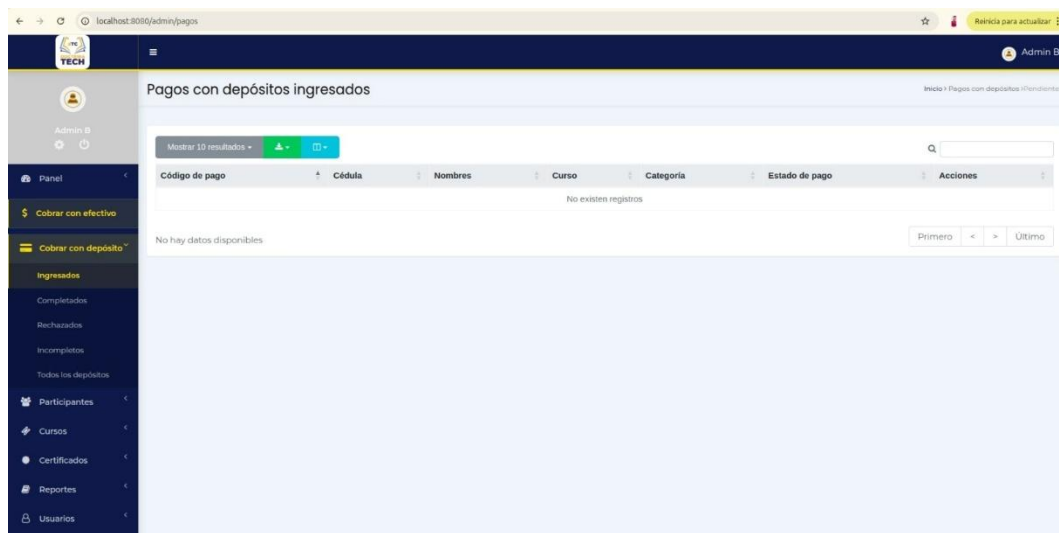 localhost:8080/admin/pagos
Reinicia para actualizar
ITC
TECH
Admin B
Pagos con depósitos ingresados
Inicio > Pagos con depósitos >Pendiente
Admin B
Mostrar 10 resultados
Código de pago Cédula Nombres Curso Categoría Estado de pago Acciones
No existen registros
No hay datos disponibles
Primero < > Último
Panel
Cobrar con efectivo
Cobrar con depósito
Ingresados
Completados
Rechazados
Incompletos
Todos los depósitos
Participantes
Cursos
Certificados
Reportes
Usuarios